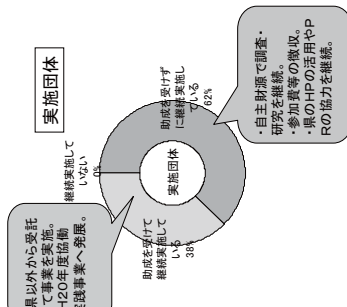 実施団体
県以外から受託
て事業を実施。
H20年度協働
実践事業へ発展。
継続実施して
いない
0%
助成を受けず
に継続実施し
ている
62%
実施団体
助成を受けて
継続実施して
いる
38%
・自主財源で調査・
研究を継続。
・参加費等の徴収。
・県のHPの活用やP
Rの協力を継続。